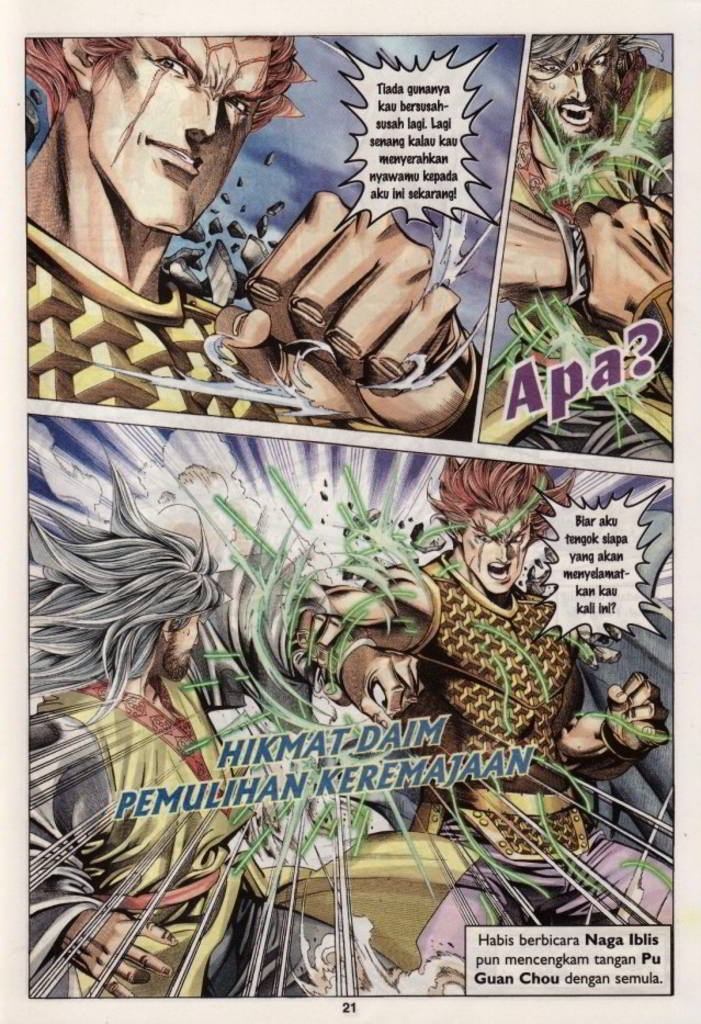 Tiada gunanya
kau bersusah-
susah lagi. Lagi
senang kalau kau
menyerahkan
nyawamu kepada
aku ini sekarang!
Apa?
Biar aku
tengok siapa
yang akan
menyelamat-
kan kau
kali ini?
HIKMAT DAIM
PEMULIHAN KEREMAJAAN
Habis berbicara Naga Iblis
pun mencengkam tangan Pu
Guan Chou dengan semula.
21